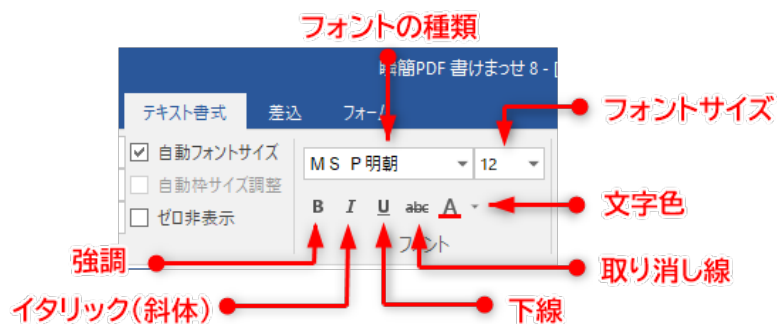 フォントの種類
瞬簡PDF 書けまっせ 8 - [
テキスト書式 差込 フォーム
フォントサイズ
自動フォントサイズ
ＭＳ Ｐ明朝 12
自動枠サイズ調整
ゼロ非表示
B I U abc A
文字色
フォント
強調
取り消し線
イタリック(斜体)
下線